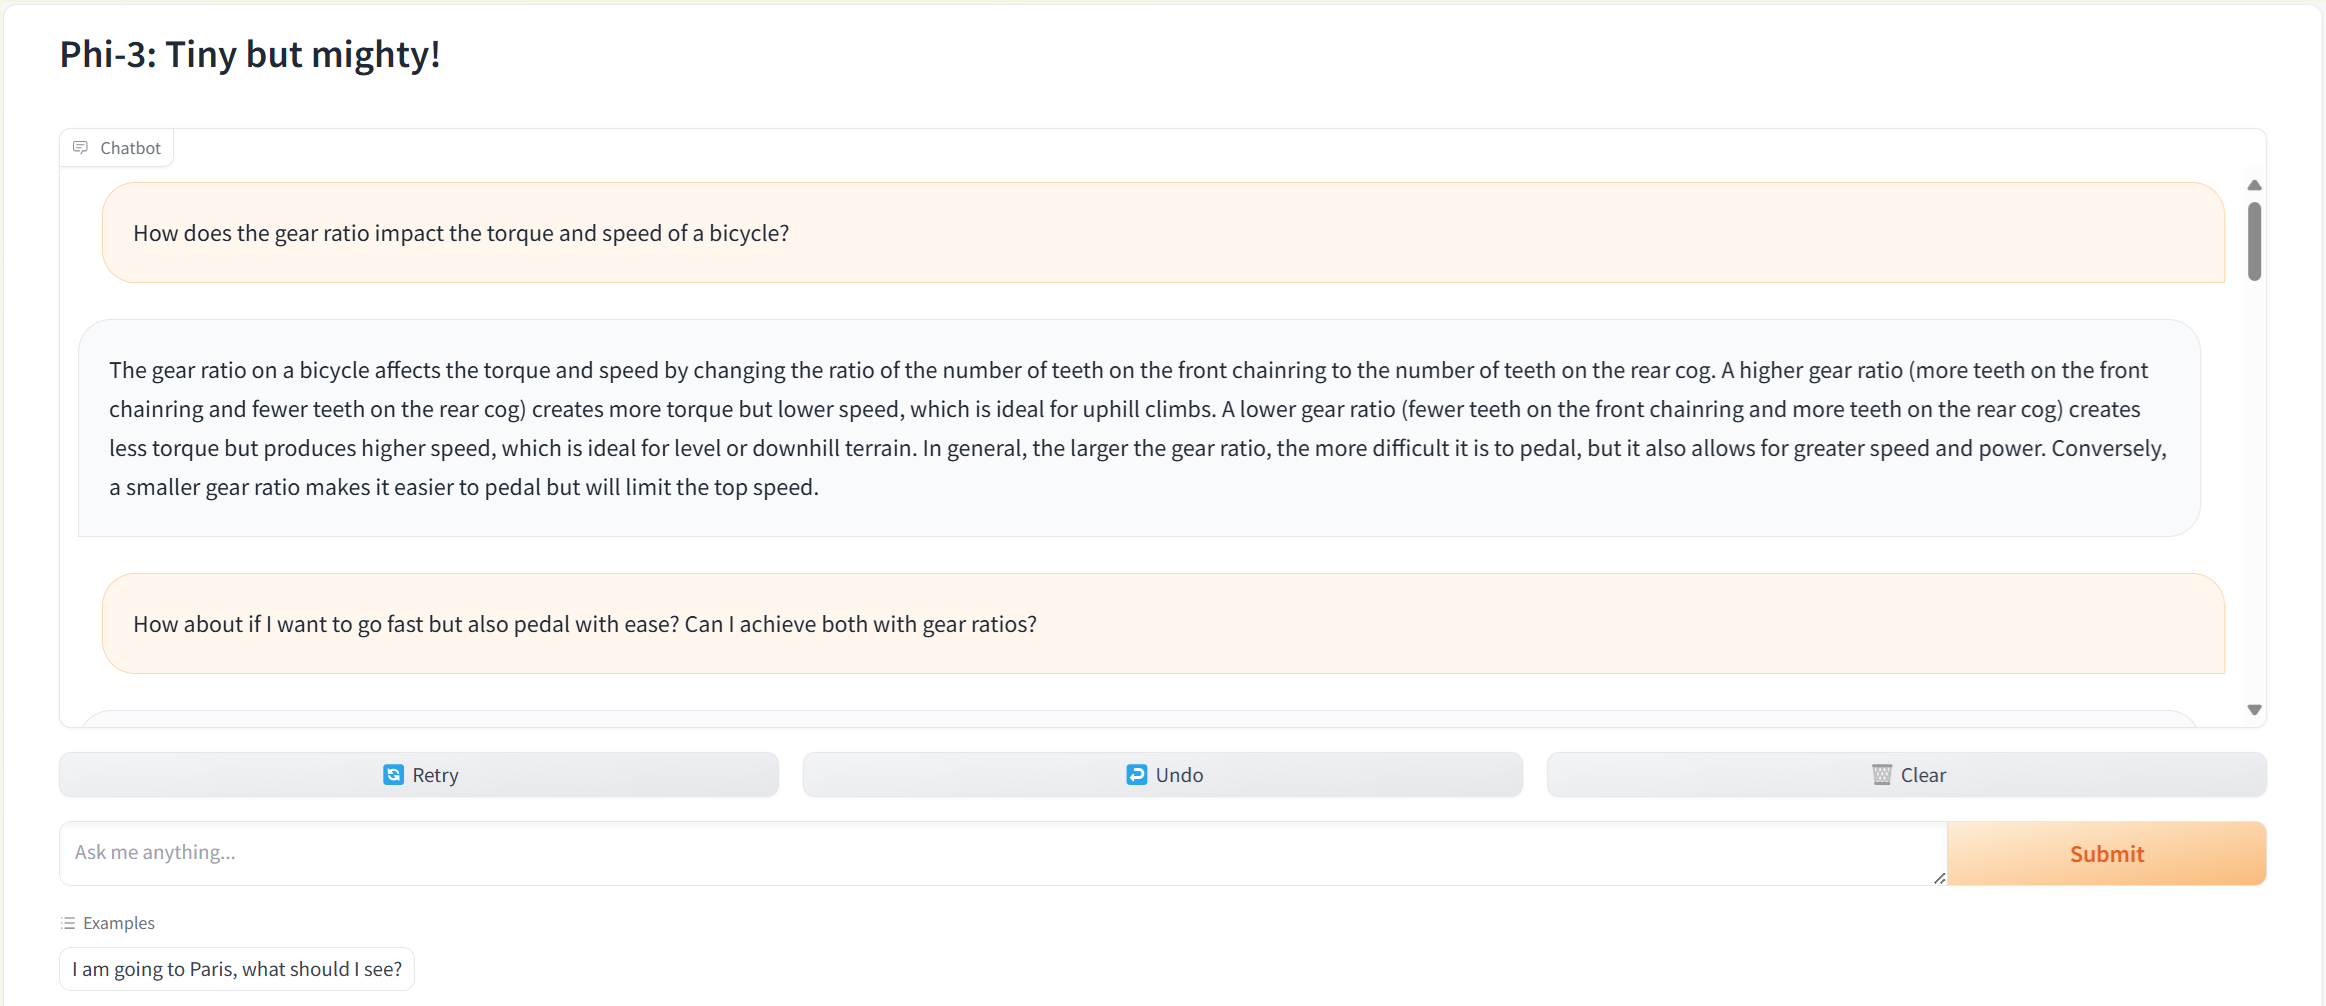 Phi-3: Tiny but mighty!
Chatbot
How does the gear ratio impact the torque and speed of a bicycle?
The gear ratio on a bicycle affects the torque and speed by changing the ratio of the number of teeth on the front chainring to the number of teeth on the rear cog. A higher gear ratio (more teeth on the front
chainring and fewer teeth on the rear cog) creates more torque but lower speed, which is ideal for uphill climbs. A lower gear ratio (fewer teeth on the front chainring and more teeth on the rear cog) creates
less torque but produces higher speed, which is ideal for level or downhill terrain. In general, the larger the gear ratio, the more difficult it is to pedal, but it also allows for greater speed and power. Conversely,
a smaller gear ratio makes it easier to pedal but will limit the top speed.
How about if I want to go fast but also pedal with ease? Can I achieve both with gear ratios?
Retry
Undo
Clear
Ask me anything...
Submit
Examples
I am going to Paris, what should I see?